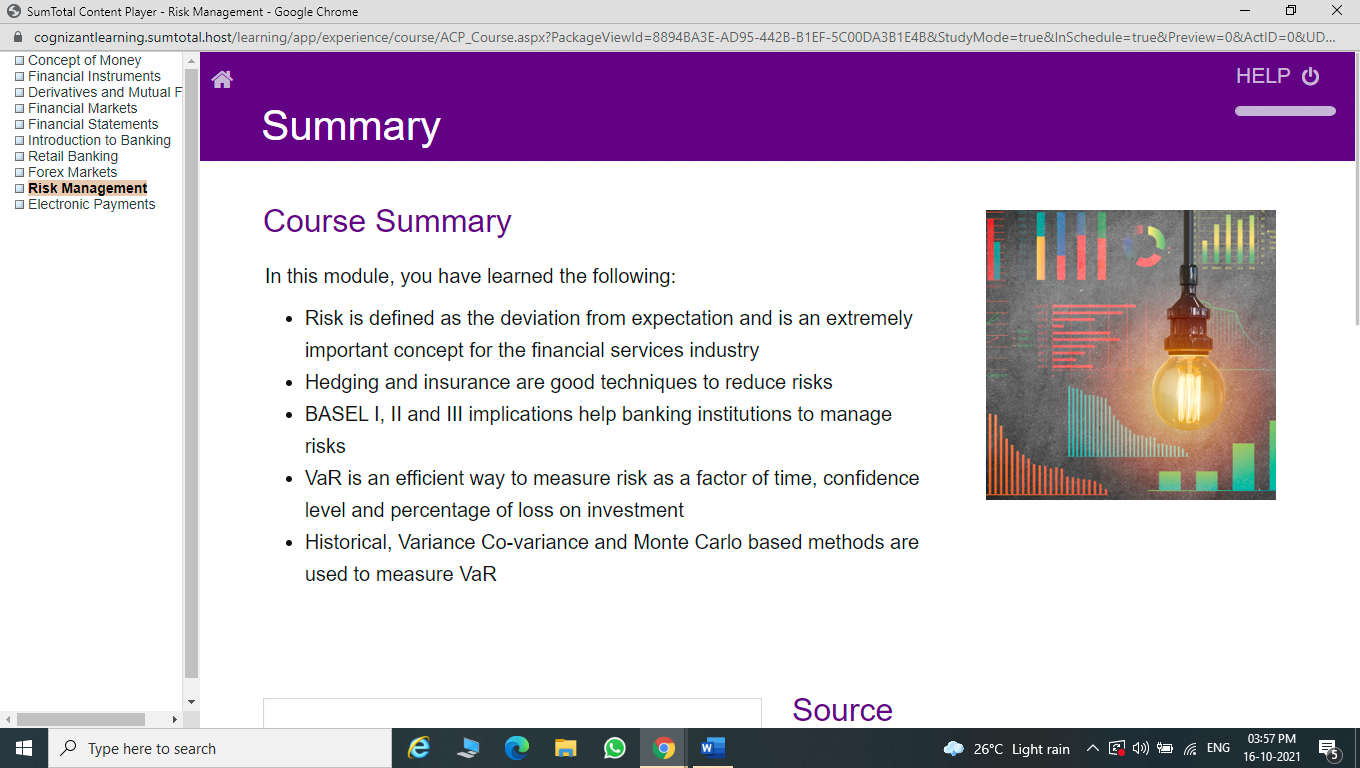 SumTotal Content Player - Risk Management - Google Chrome
cognizantlearning.sumtotal.host/learning/app/experience/course/ACP_Course.aspx?PackageViewId=8894BA3E-AD95-442B-B1EF-5C00DA3B1E4B&StudyMode=true&InSchedule=true&Preview=0&ActID=0&UD...
Concept of Money
Financial Instruments
Derivatives and Mutual F
Financial Markets
Financial Statements
Introduction to Banking
Retail Banking
Forex Markets
Risk Management
Electronic Payments
HELP
Summary
Course Summary
In this module, you have learned the following:
• Risk is defined as the deviation from expectation and is an extremely
important concept for the financial services industry
• Hedging and insurance are good techniques to reduce risks
• BASEL I, II and III implications help banking institutions to manage
risks
• VaR is an efficient way to measure risk as a factor of time, confidence
level and percentage of loss on investment
• Historical, Variance Co-variance and Monte Carlo based methods are
used to measure VaR
Source
Type here to search
26°C Light rain
ENG
03:57 PM
16-10-2021
5